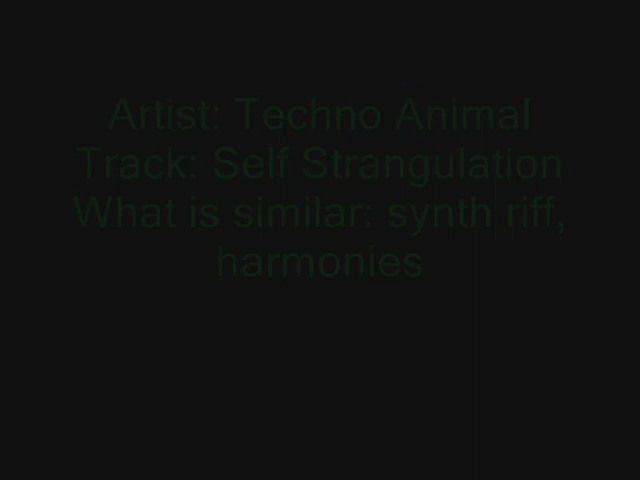 Artist: Techno Animal
Track: Self Strangulation
What is similar: synth riff,
harmonies